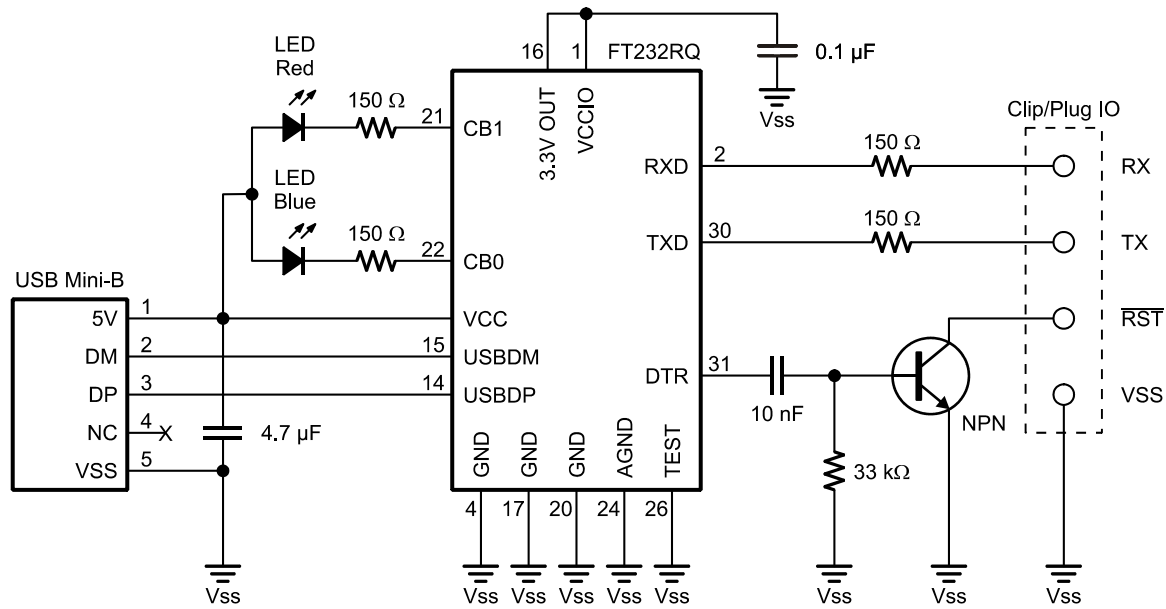 16
1
FT232RQ
0.1 µF
Vss
LED
Red
150 Ω
21
CB1
3.3V OUT
VCCIO
Clip/Plug IO
RXD
2
150 Ω
RX
LED
Blue
150 Ω
22
CB0
TXD
30
150 Ω
TX
USB Mini-B
5V
1
VCC
RST
DM
2
15
USBDM
DTR
31
DP
3
14
USBDP
10 nF
NPN
VSS
NC
4
X
4.7 µF
VSS
5
GND
GND
GND
AGND
TEST
33 kΩ
4
17
20
24
26
Vss
Vss
Vss
Vss
Vss
Vss
Vss
Vss
Vss